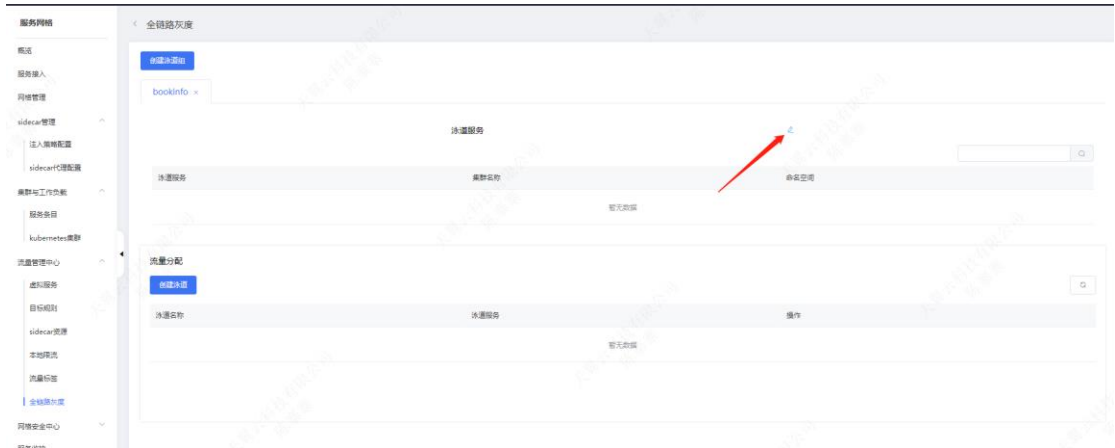 服务网格
全链路灰度
概览
服务接入
网格管理
sidecar管理
注入策略配置
sidecar代理配置
集群与工作负载
服务条目
kubernetes集群
流量管理中心
虚拟服务
目标规则
sidecar资源
本地限流
流量标签
全链路灰度
网格安全中心
创建泳道组
bookinfo ×
泳道服务
泳道服务 集群名称 命名空间
暂无数据
流量分配
创建泳道
泳道名称 泳道服务 操作
暂无数据